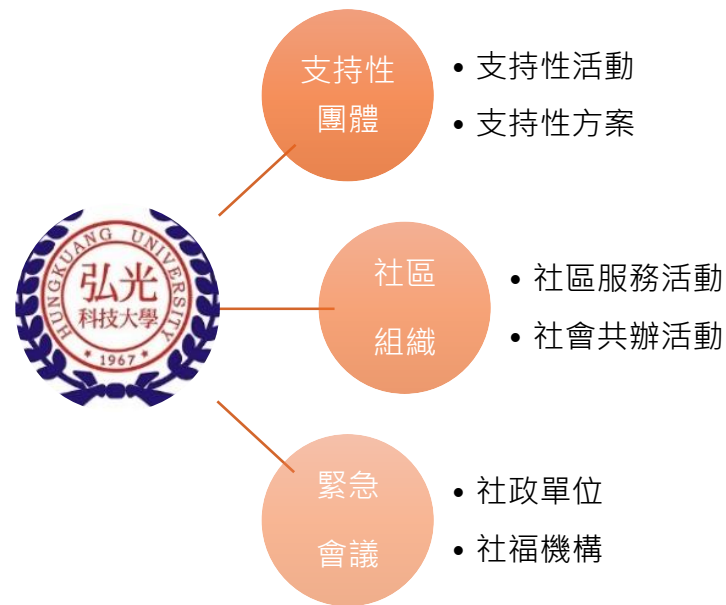 支持性
團體
• 支持性活動
• 支持性方案
HUNGKUANG UNIVERSITY
弘光
科技大學
1967
社區
組織
• 社區服務活動
• 社會共辦活動
緊急
會議
• 社政單位
• 社福機構